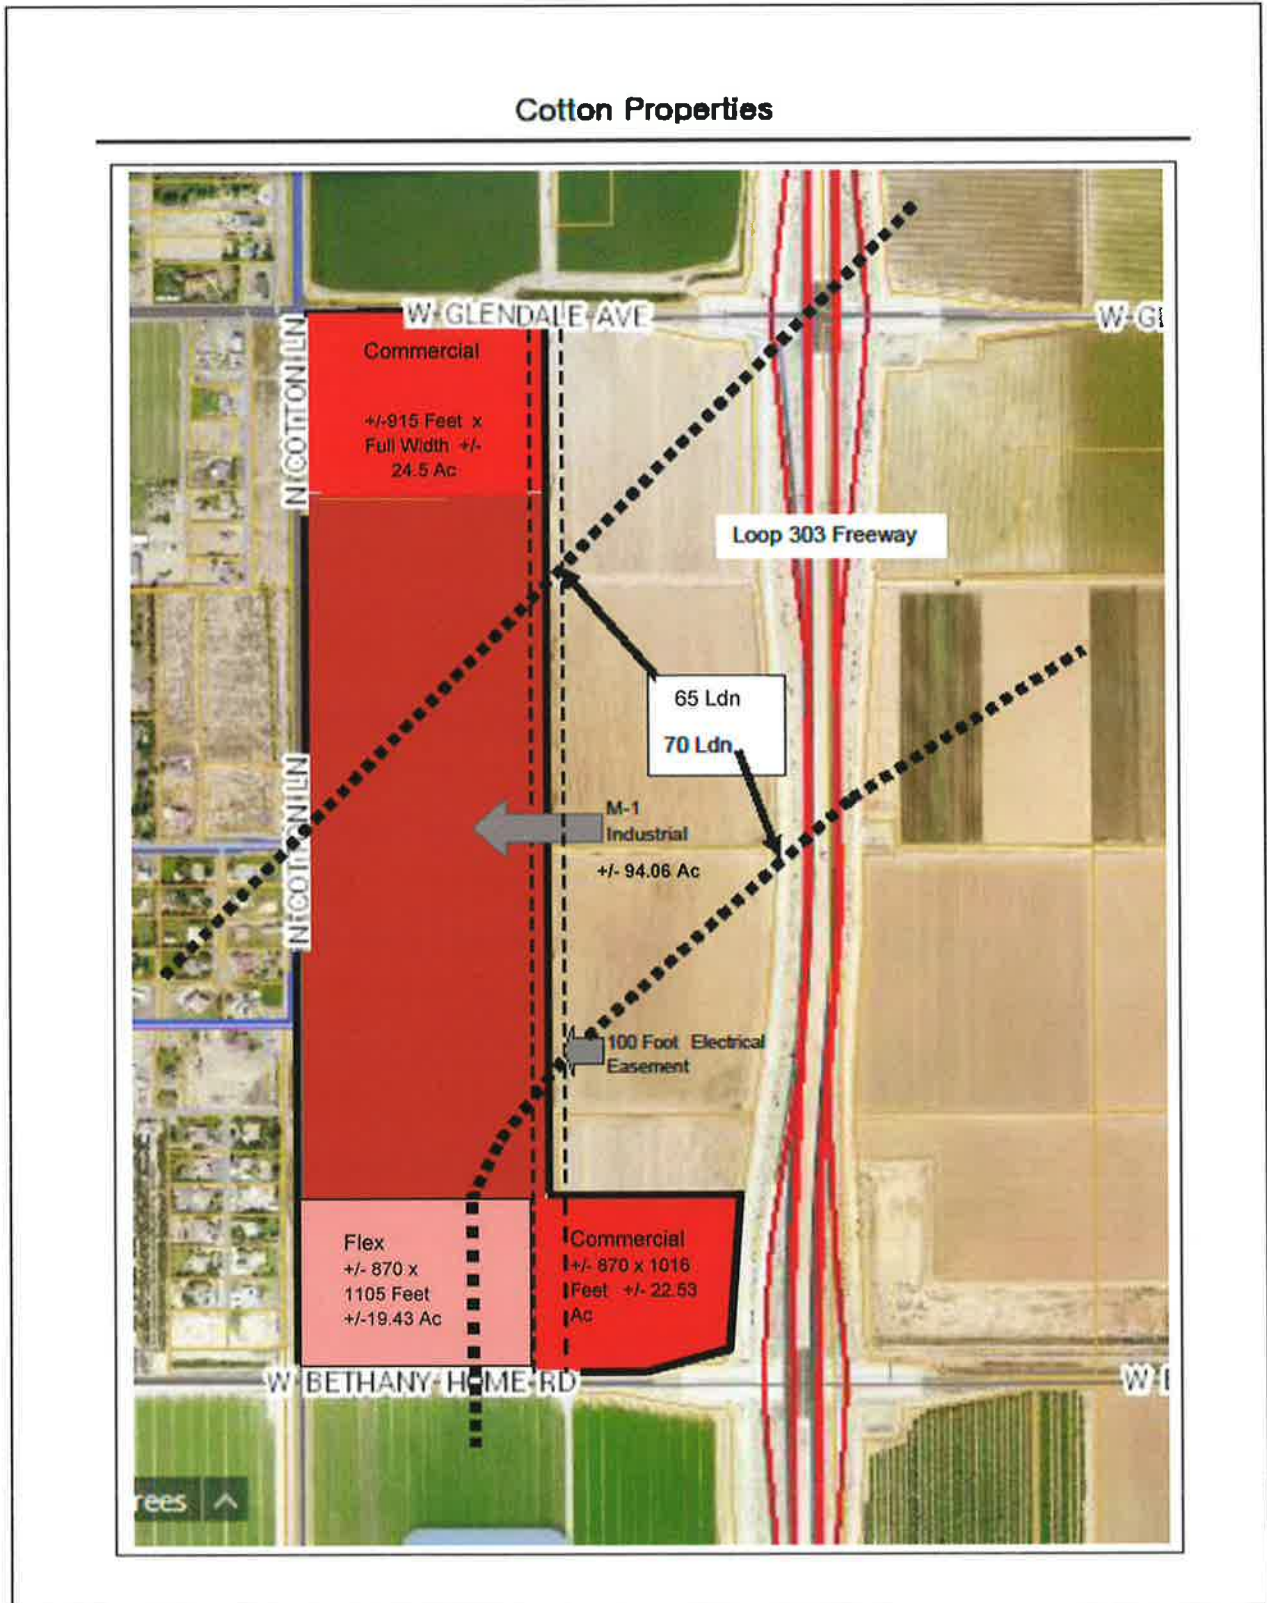 Cotton Properties
W GLENDALE AVE
W G
N COTTON LN
Commercial
+/-915 Feet x
Full Width +/-
24.5 Ac
Loop 303 Freeway
65 Ldn
70 Ldn
M-1
Industrial
+/- 94.06 Ac
N COTTON LN
100 Foot Electrical
Easement
Flex
+/- 870 x
1105 Feet
+/-19.43 Ac
Commercial
+/- 870 x 1016
Feet +/- 22.53
Ac
W BETHANY HOME RD
W
rees